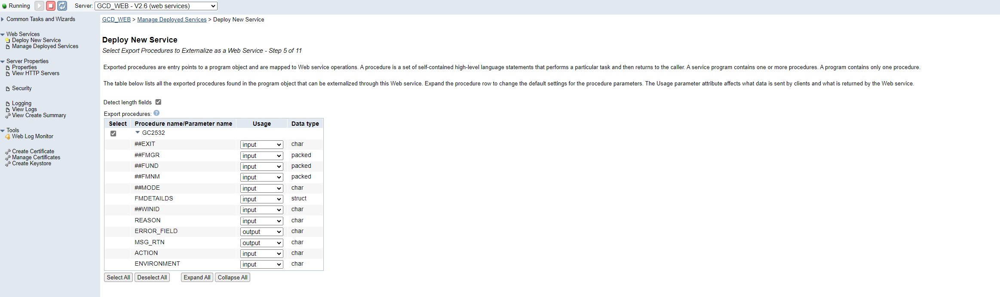 Running
Server: GCD_WEB - V2.6 (web services)
Common Tasks and Wizards
Web Services
Deploy New Service
Manage Deployed Services
Server Properties
Properties
View HTTP Servers
Security
Logging
View Logs
View Create Summary
Tools
Web Log Monitor
Create Certificate
Manage Certificates
Create Keystore
GCD_WEB > Manage Deployed Services > Deploy New Service
Deploy New Service
Select Export Procedures to Externalize as a Web Service - Step 5 of 11
Exported procedures are entry points to a program object and are mapped to Web service operations. A procedure is a set of self-contained high-level language statements that performs a particular task and then returns to the caller. A service program contains one or more procedures. A program contains only one procedure.
The table below lists all the exported procedures found in the program object that can be externalized through this Web service. Expand the procedure row to change the default settings for the procedure parameters. The Usage parameter attribute affects what data is sent by clients and what is returned by the Web service.
Detect length fields
Export procedures: ?
Select Procedure name/Parameter name Usage Data type
GC2532
##EXIT input char
##FMGR input packed
##FUND input packed
##FMNM input packed
##MODE input char
FMDETAILDS input struct
##WINID input char
REASON input char
ERROR_FIELD output char
MSG_RTN output char
ACTION input char
ENVIRONMENT input char
Select All Deselect All Expand All Collapse All